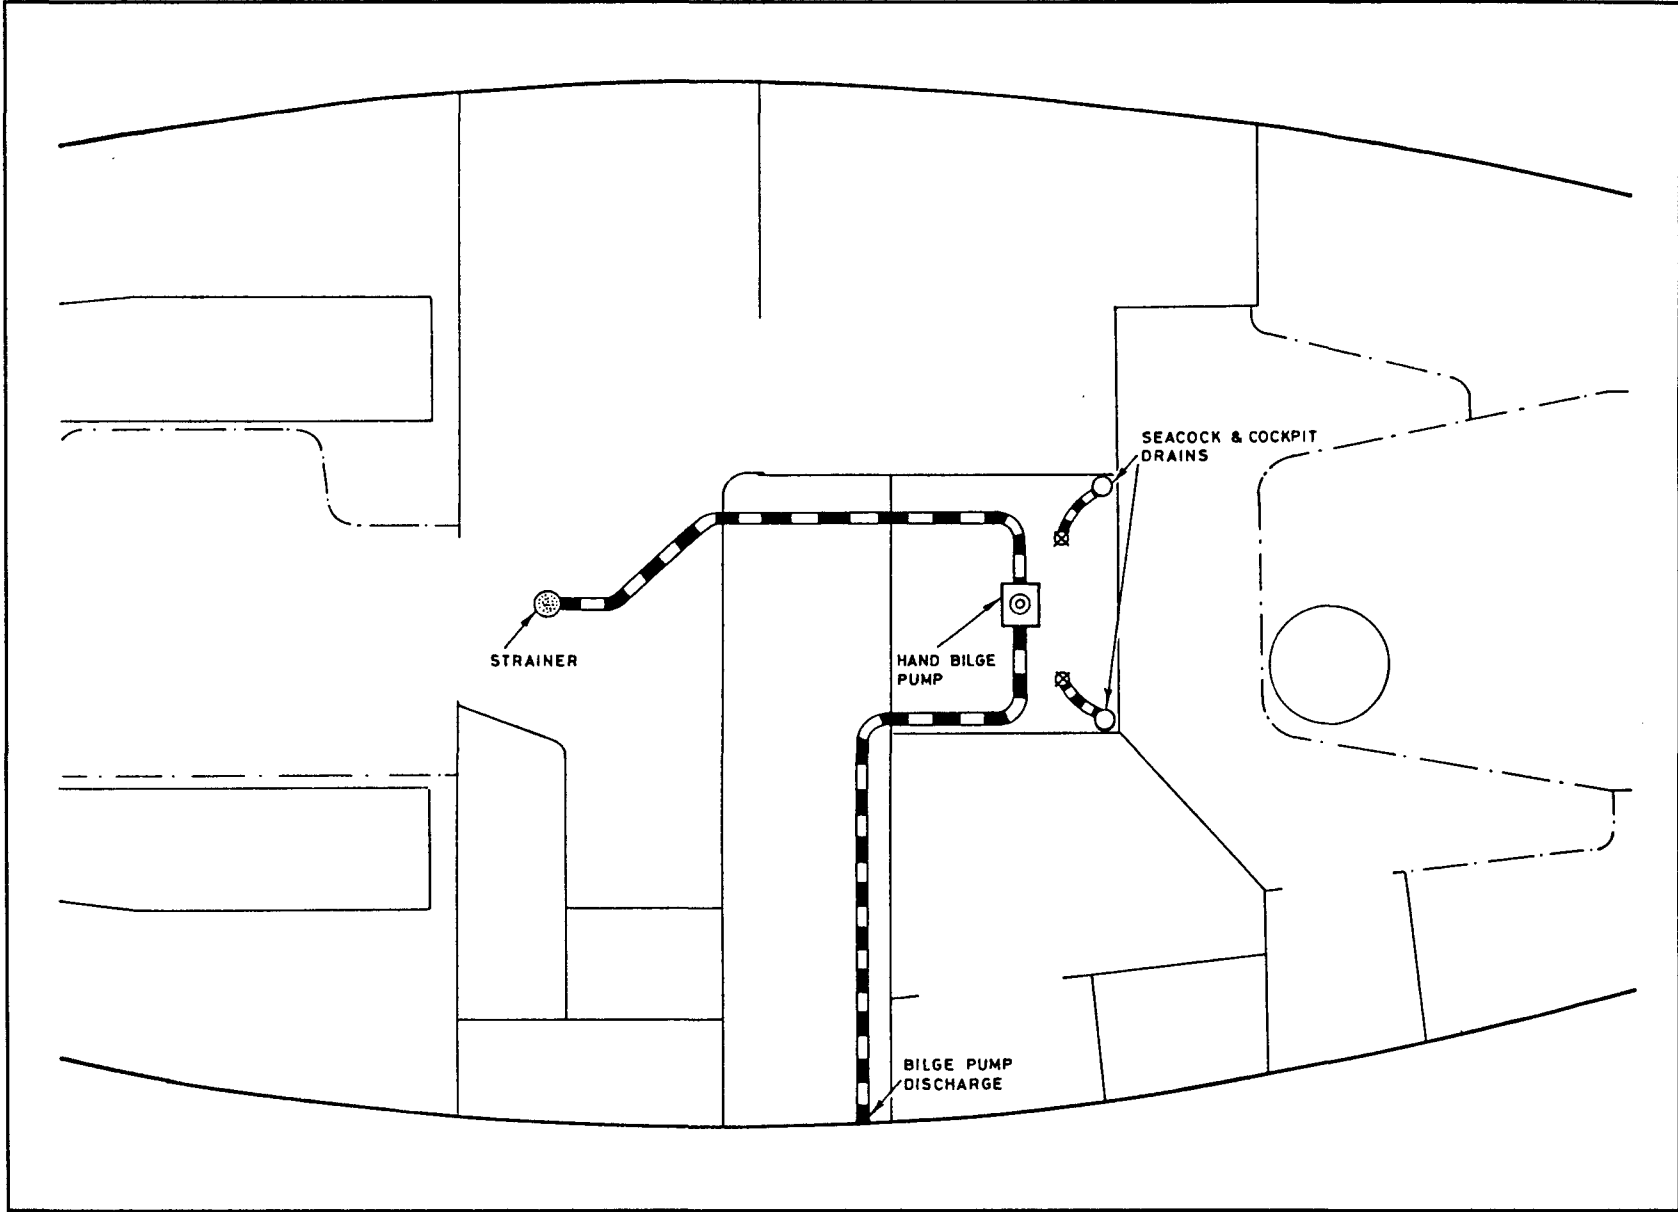 SEACOCK & COCKPIT
DRAINS
STRAINER
HAND BILGE
PUMP
BILGE PUMP
DISCHARGE